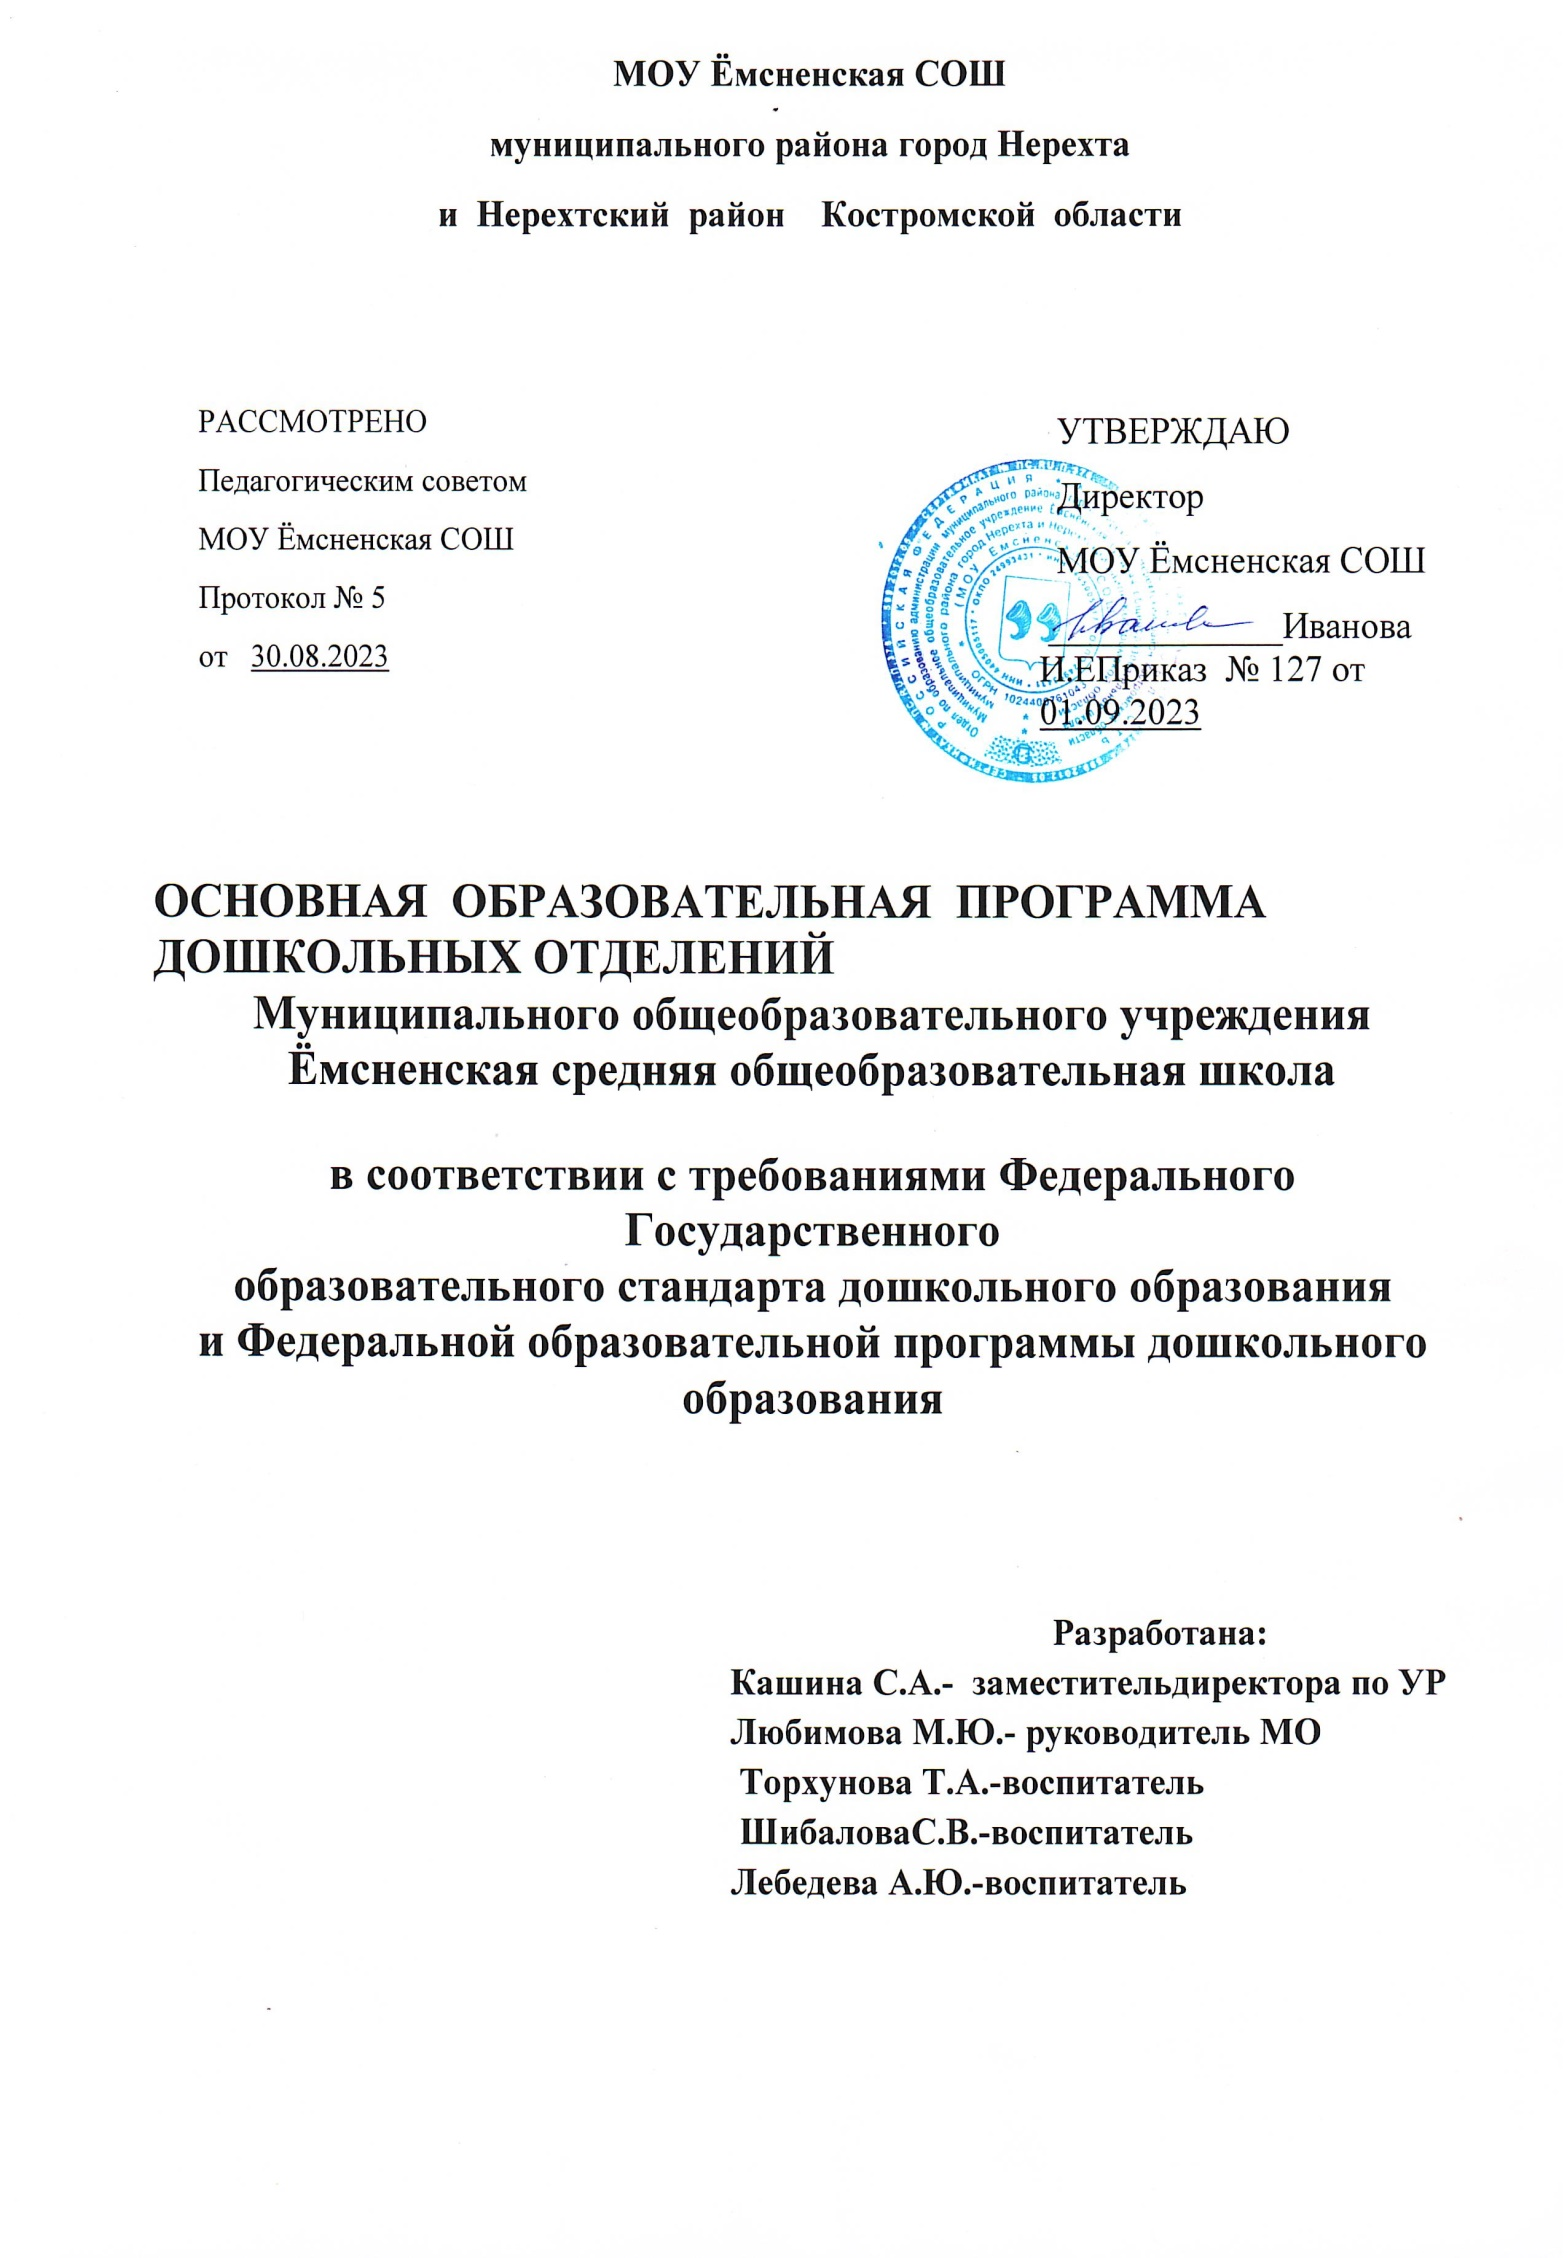 МОУ Ёмсненская СОШ
муниципального района город Нерехта
и Нерехтский район Костромской области
РАССМОТРЕНО
Педагогическим советом
МОУ Ёмсненская СОШ
Протокол № 5
от 30.08.2023
УТВЕРЖДАЮ
Директор
МОУ Ёмсненская СОШ
Иванова
И.ЕПриказ № 127 от
01.09.2023
РОССИЙСКАЯ ФЕДЕРАЦИЯ
ОСНОВНАЯ ОБРАЗОВАТЕЛЬНАЯ ПРОГРАММА
ДОШКОЛЬНЫХ ОТДЕЛЕНИЙ
Муниципального общеобразовательного учреждения
Ёмсненская средняя общеобразовательная школа
в соответствии с требованиями Федерального
Государственного
образовательного стандарта дошкольного образования
и Федеральной образовательной программы дошкольного
образования
Разработана:
Кашина С.А.- заместительдиректора по УР
Любимова М.Ю.- руководитель МО
Торхунова Т.А.-воспитатель
ШибаловаС.В.-воспитатель
Лебедева А.Ю.-воспитатель